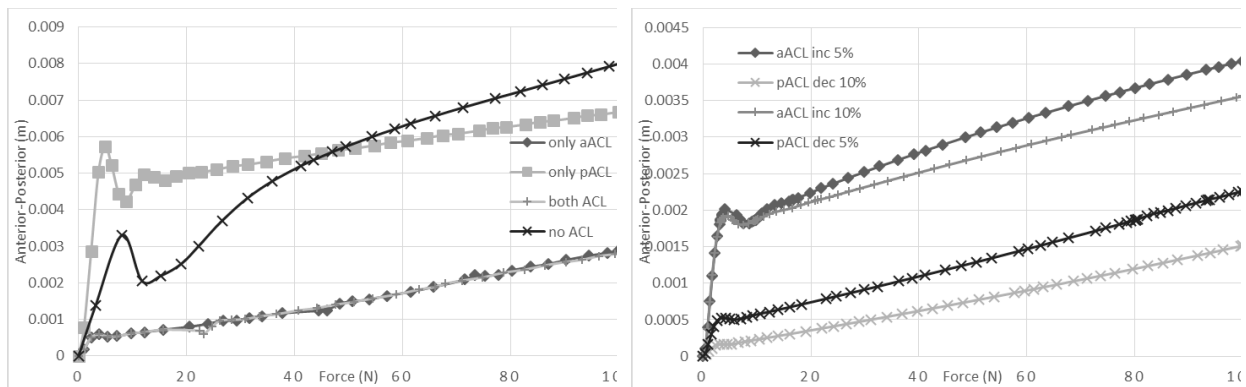 0.009
0.008
0.007
0.006
0.005
0.004
0.003
0.002
0.001
0
Anterior-Posterior (m)
0 20 40 60 80 10
Force (N)
only aACL
only pACL
both ACL
no ACL
0.0045
0.004
0.0035
0.003
0.0025
0.002
0.0015
0.001
0.0005
0
Anterior-Posterior (m)
0 20 40 60 80 10
Force (N)
aACL inc 5%
pACL dec 10%
aACL inc 10%
pACL dec 5%